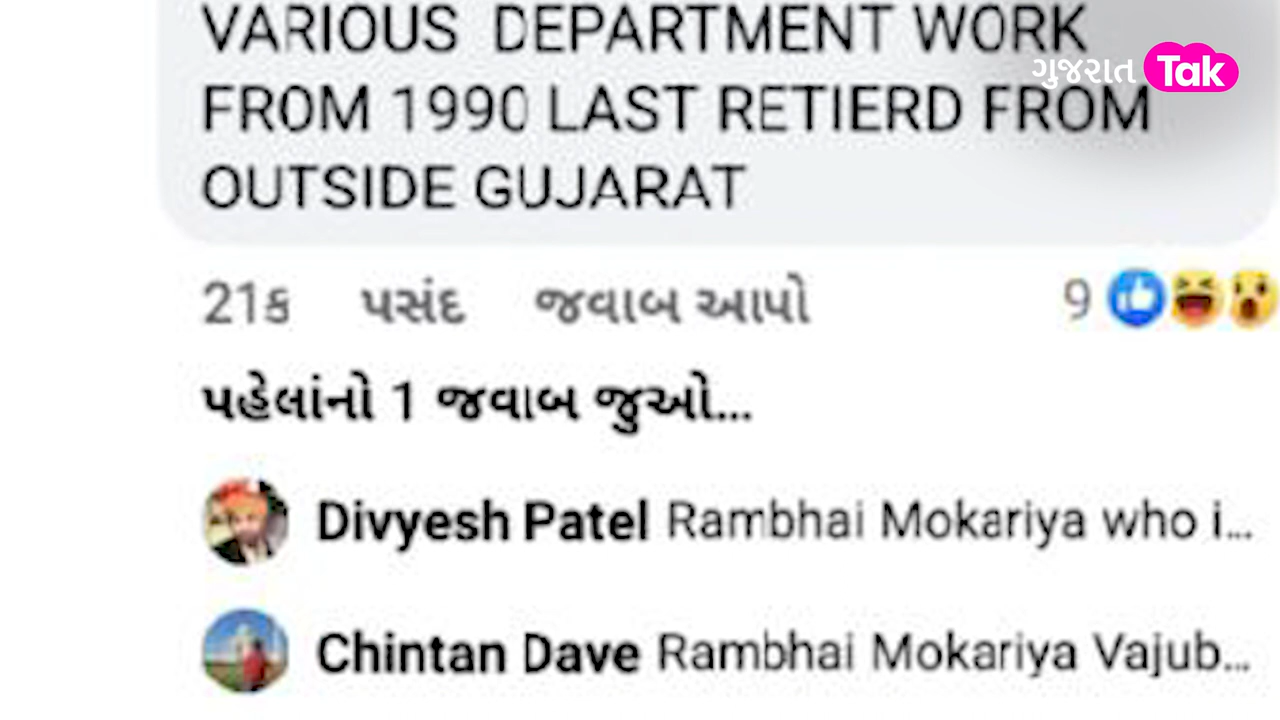 VARIOUS DEPARTMENT WORK
ગુજરાત Tak
FROM 1990 LAST RETIERD FROM
OUTSIDE GUJARAT
21ક પસંદ જવાબ આપો 9
પહેલાંનો 1 જવાબ જુઓ...
Divyesh Patel Rambhai Mokariya who i...
Chintan Dave Rambhai Mokariya Vajub...